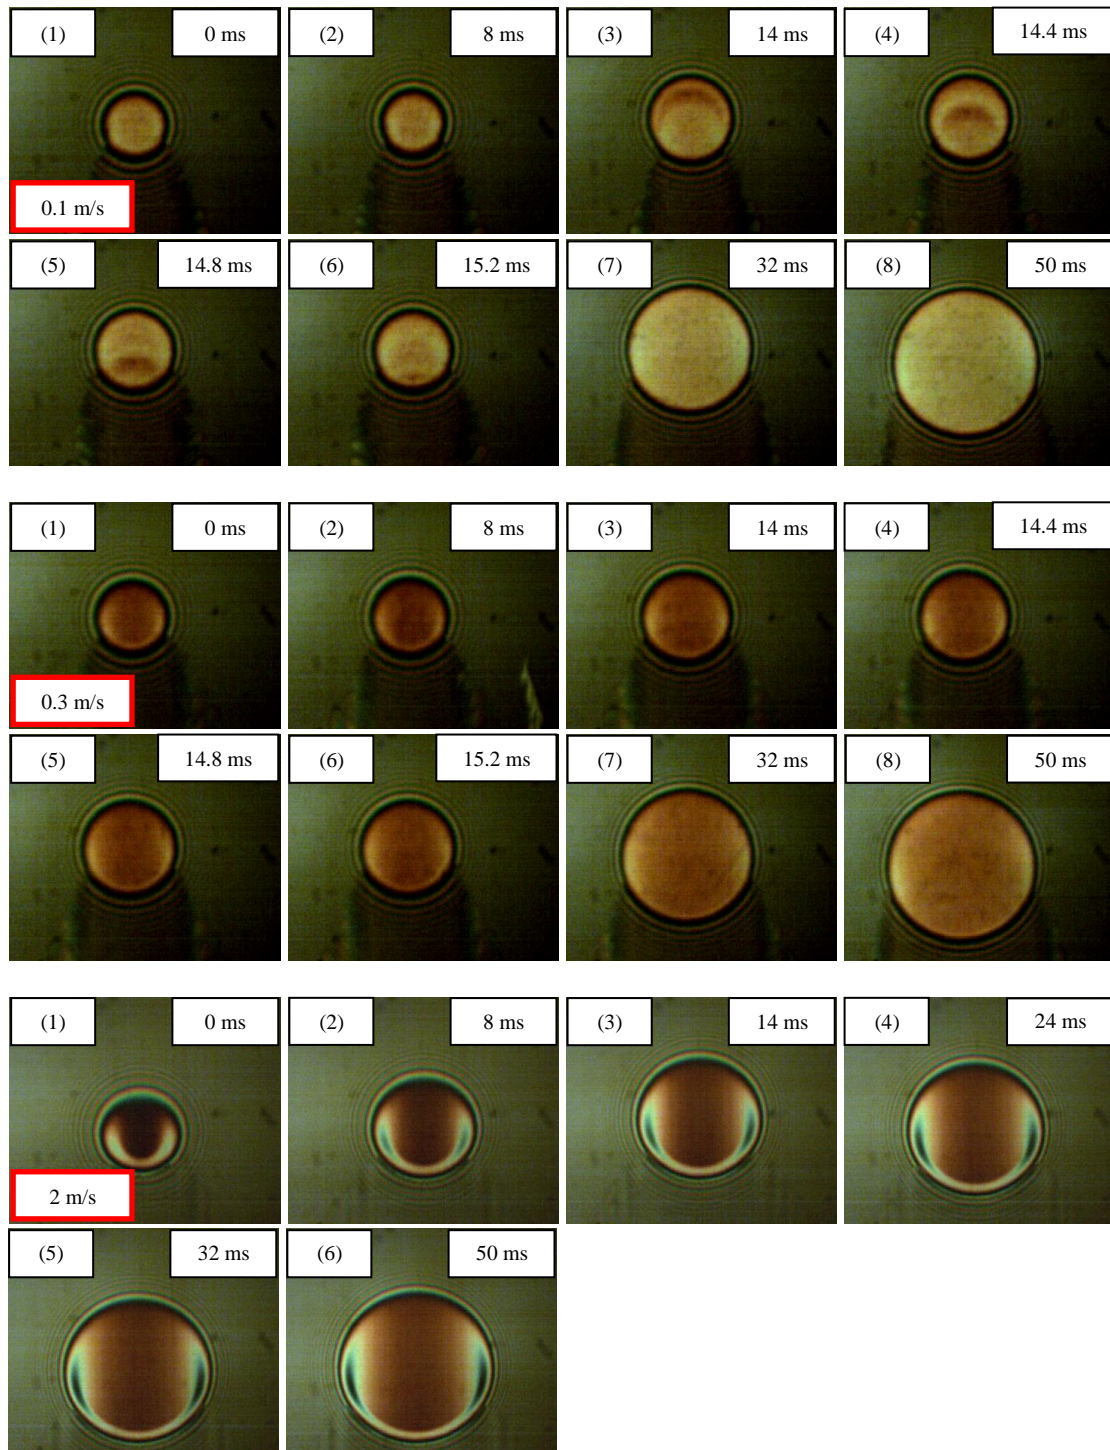 (1) 0 ms (2) 8 ms (3) 14 ms (4) 14.4 ms
0.1 m/s
(5) 14.8 ms (6) 15.2 ms (7) 32 ms (8) 50 ms
(1) 0 ms (2) 8 ms (3) 14 ms (4) 14.4 ms
0.3 m/s
(5) 14.8 ms (6) 15.2 ms (7) 32 ms (8) 50 ms
(1) 0 ms (2) 8 ms (3) 14 ms (4) 24 ms
2 m/s
(5) 32 ms (6) 50 ms